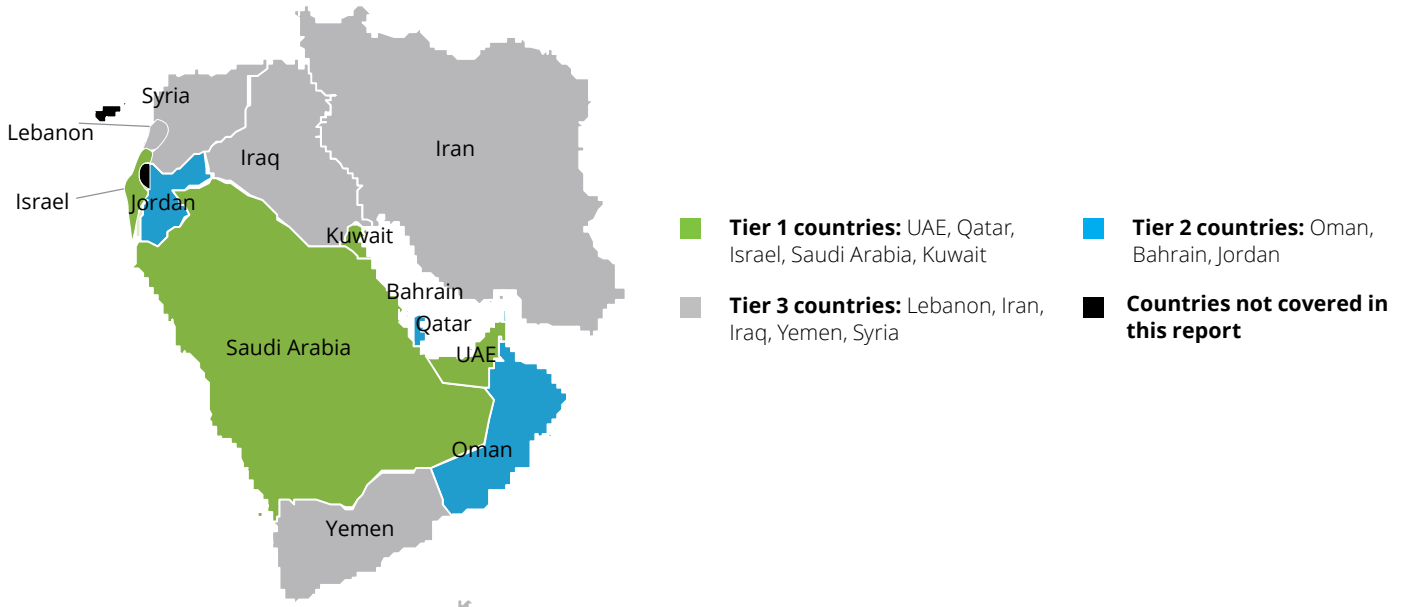 Syria
Lebanon
Iraq
Iran
Israel
Jordan
Kuwait
Bahrain
Qatar
Saudi Arabia
UAE
Oman
Yemen
Tier 1 countries: UAE, Qatar,
Israel, Saudi Arabia, Kuwait
Tier 2 countries: Oman,
Bahrain, Jordan
Tier 3 countries: Lebanon, Iran,
Iraq, Yemen, Syria
Countries not covered in
this report